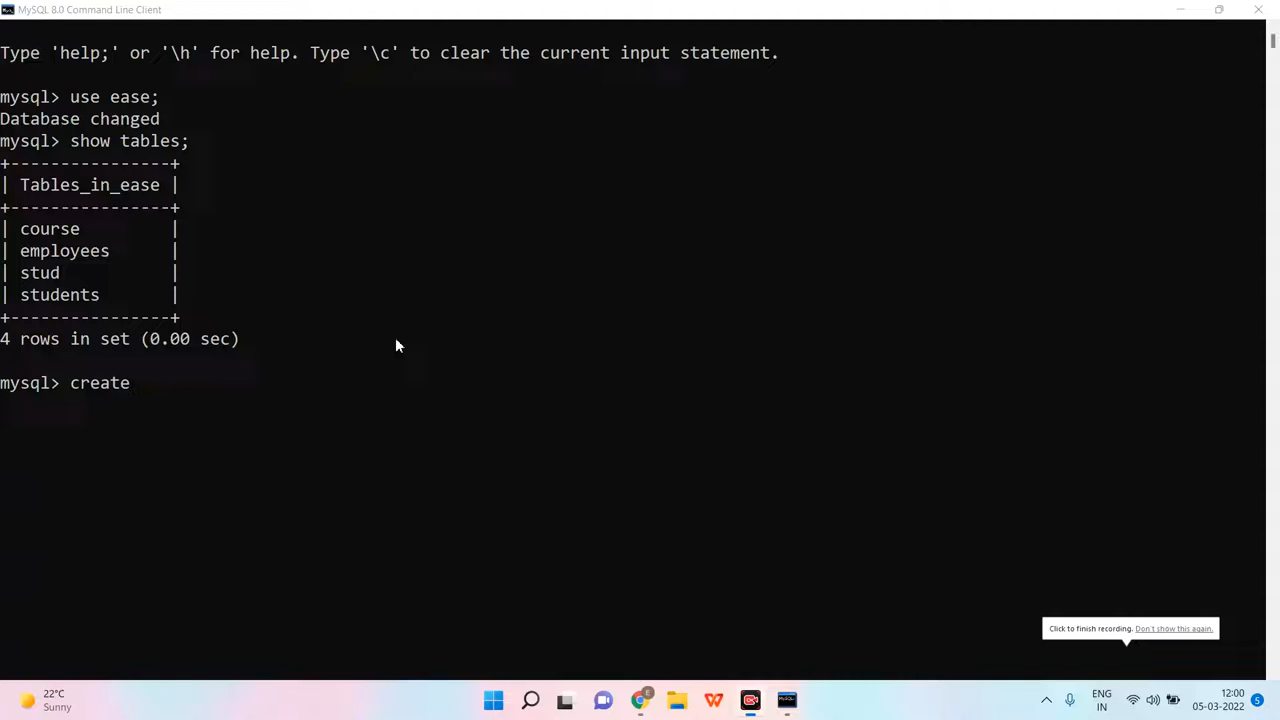 MySQL 8.0 Command Line Client
Type 'help;' or '\h' for help. Type '\c' to clear the current input statement.
mysql> use ease;
Database changed
mysql> show tables;
+----------------+
| Tables_in_ease |
+----------------+
| course         |
| employees      |
| stud           |
| students       |
+----------------+
4 rows in set (0.00 sec)
mysql> create
Click to finish recording. Don't show this again.
22°C
Sunny
ENG
IN
12:00
05-03-2022
5